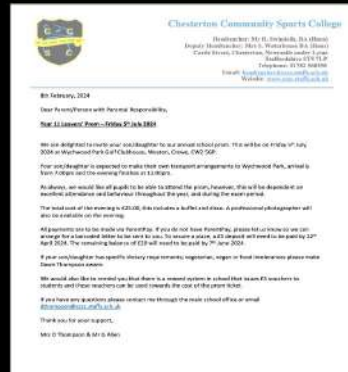 Chesterton Community Sports College
Castle Street, Chesterton, Newcastle under Lyme
Staffordshire ST5 7LP
8th February, 2024
Dear Parent/Person with Parental Responsibility,
Year 11 Leavers' Prom – Friday 5th July 2024
We are delighted to invite your son/daughter to our annual school prom. This will be on Friday 5th July,
2024 at Wychwood Park Golf Clubhouse, Weston, Crewe, CW2 5GP.
Your son/daughter is expected to make their own transport arrangements to Wychwood Park, arrival is
from 7:00pm and the evening finishes at 11:00pm.
As always, we would like all pupils to be able to attend the prom, however, this will be dependent on
excellent attendance and behaviour throughout the year, and during the exam period.
The total cost of the evening is £25.00, this includes a buffet and disco. A professional photographer will
also be available on the evening.
All payments are to be made via ParentPay. If you do not have ParentPay, please let us know so we can
arrange for a barcoded letter to be sent to you. To secure a place, a £5 deposit will need to be paid by 12th
April 2024. The remaining balance of £20 will need to be paid by 7th June 2024.
If your son/daughter has specific dietary requirements; vegetarian, vegan or food intolerances please make
Dawn Thompson aware.
We would also like to remind you that there is a reward system in school that issues £5 vouchers to
students and these vouchers can be used towards the cost of the prom ticket.
If you have any questions please contact me through the main school office or email
Thank you for your support,
Mrs D Thompson & Mr G Allen